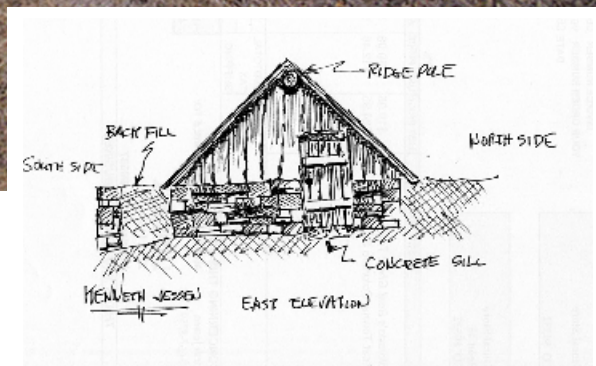 RIDGE POLE
BACK FILL
NORTH SIDE
SOUTH SIDE
CONCRETE SILL
KENNETH JESSEN
EAST ELEVATION